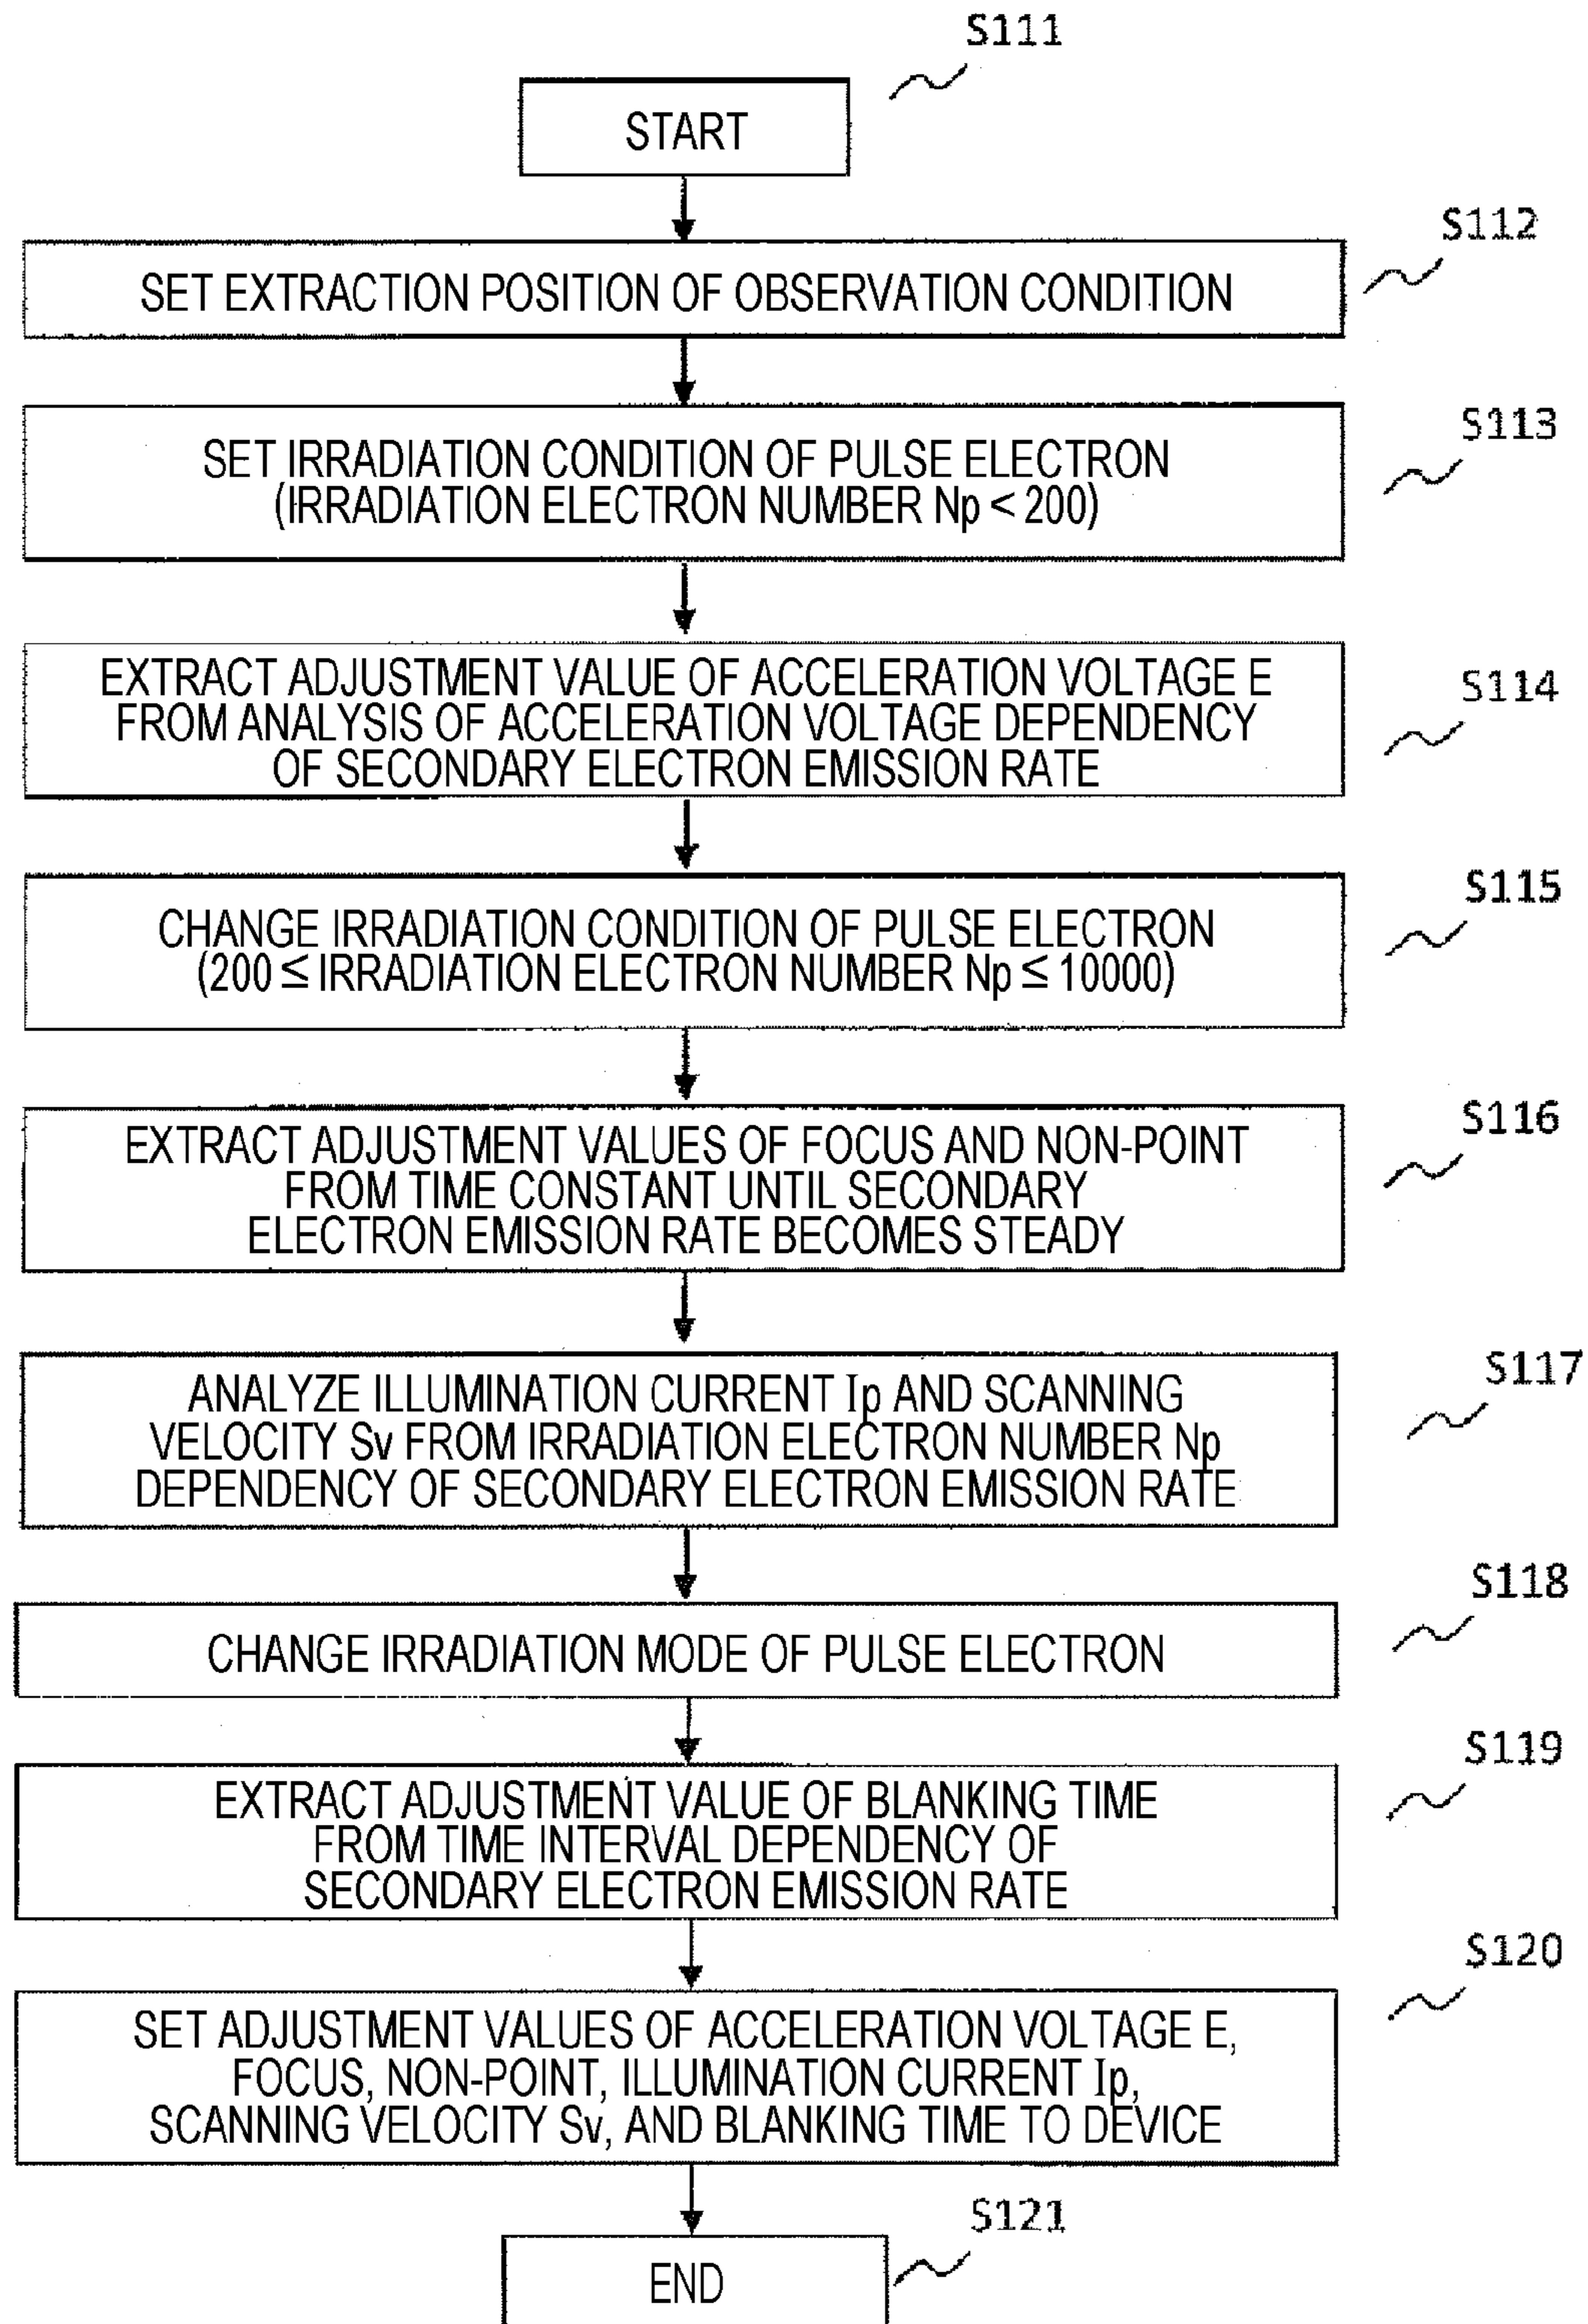 S111
START
S112
SET EXTRACTION POSITION OF OBSERVATION CONDITION
S113
SET IRRADIATION CONDITION OF PULSE ELECTRON
(IRRADIATION ELECTRON NUMBER Np < 200)
S114
EXTRACT ADJUSTMENT VALUE OF ACCELERATION VOLTAGE E
FROM ANALYSIS OF ACCELERATION VOLTAGE DEPENDENCY
OF SECONDARY ELECTRON EMISSION RATE
S115
CHANGE IRRADIATION CONDITION OF PULSE ELECTRON
(200 ≤ IRRADIATION ELECTRON NUMBER Np ≤ 10000)
S116
EXTRACT ADJUSTMENT VALUES OF FOCUS AND NON-POINT
FROM TIME CONSTANT UNTIL SECONDARY
ELECTRON EMISSION RATE BECOMES STEADY
S117
ANALYZE ILLUMINATION CURRENT Ip AND SCANNING
VELOCITY Sv FROM IRRADIATION ELECTRON NUMBER Np
DEPENDENCY OF SECONDARY ELECTRON EMISSION RATE
S118
CHANGE IRRADIATION MODE OF PULSE ELECTRON
S119
EXTRACT ADJUSTMENT VALUE OF BLANKING TIME
FROM TIME INTERVAL DEPENDENCY OF
SECONDARY ELECTRON EMISSION RATE
S120
SET ADJUSTMENT VALUES OF ACCELERATION VOLTAGE E,
FOCUS, NON-POINT, ILLUMINATION CURRENT Ip,
SCANNING VELOCITY Sv, AND BLANKING TIME TO DEVICE
S121
END